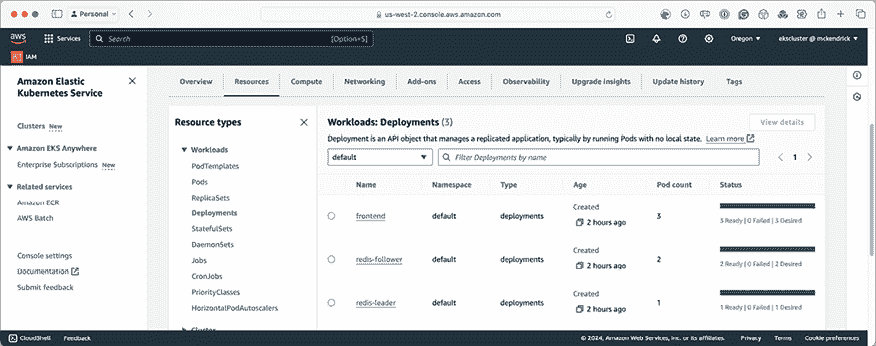 Personal
us-west-2.console.aws.amazon.com
aws
Services
Search
[Option+S]
Oregon
ekscluster @ mckendrick
IAM
Amazon Elastic
Kubernetes Service
Clusters New
Amazon EKS Anywhere
Enterprise Subscriptions New
Related services
Amazon ECR
AWS Batch
Console settings
Documentation
Submit feedback
Overview
Resources
Compute
Networking
Add-ons
Access
Observability
Upgrade insights
Update history
Tags
Resource types
Workloads
PodTemplates
Pods
ReplicaSets
Deployments
StatefulSets
DaemonSets
Jobs
CronJobs
PriorityClasses
HorizontalPodAutoscalers
Cluster
Workloads: Deployments (3)
View details
Deployment is an API object that manages a replicated application, typically by running Pods with no local state. Learn more
default
Filter Deployments by name
1
Name Namespace Type Age Pod count Status
frontend default deployments Created 2 hours ago 3 3 Ready | 0 Failed | 3 Desired
redis-follower default deployments Created 2 hours ago 2 2 Ready | 0 Failed | 2 Desired
redis-leader default deployments Created 2 hours ago 1 1 Ready | 0 Failed | 1 Desired
CloudShell Feedback © 2024, Amazon Web Services, Inc. or its affiliates. Privacy Terms Cookie preferences